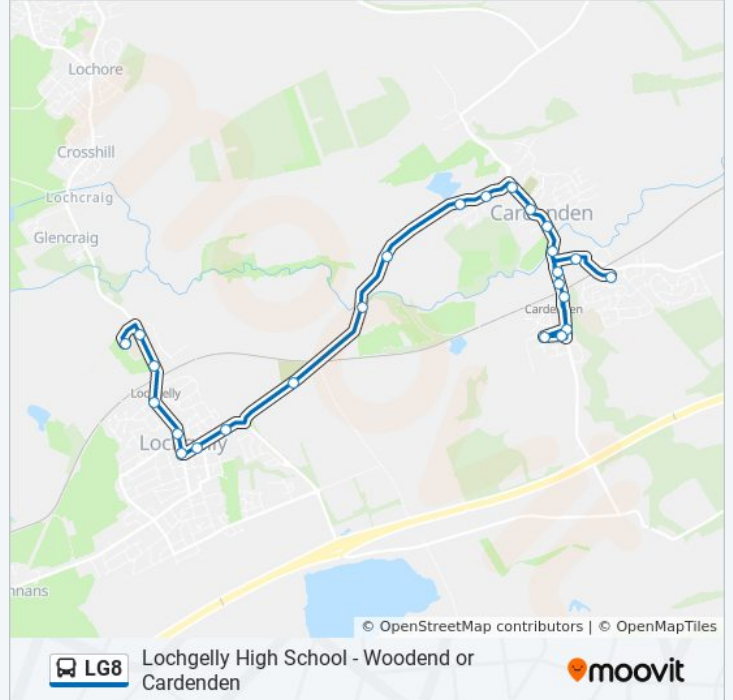 Lochore
Crosshill
Lochcraig
Glencraig
Cardenden
Cardenden
Lochgelly
Lochgelly
nnans
© OpenStreetMap contributors | © OpenMapTiles
LG8
Lochgelly High School - Woodend or
Cardenden
moovit